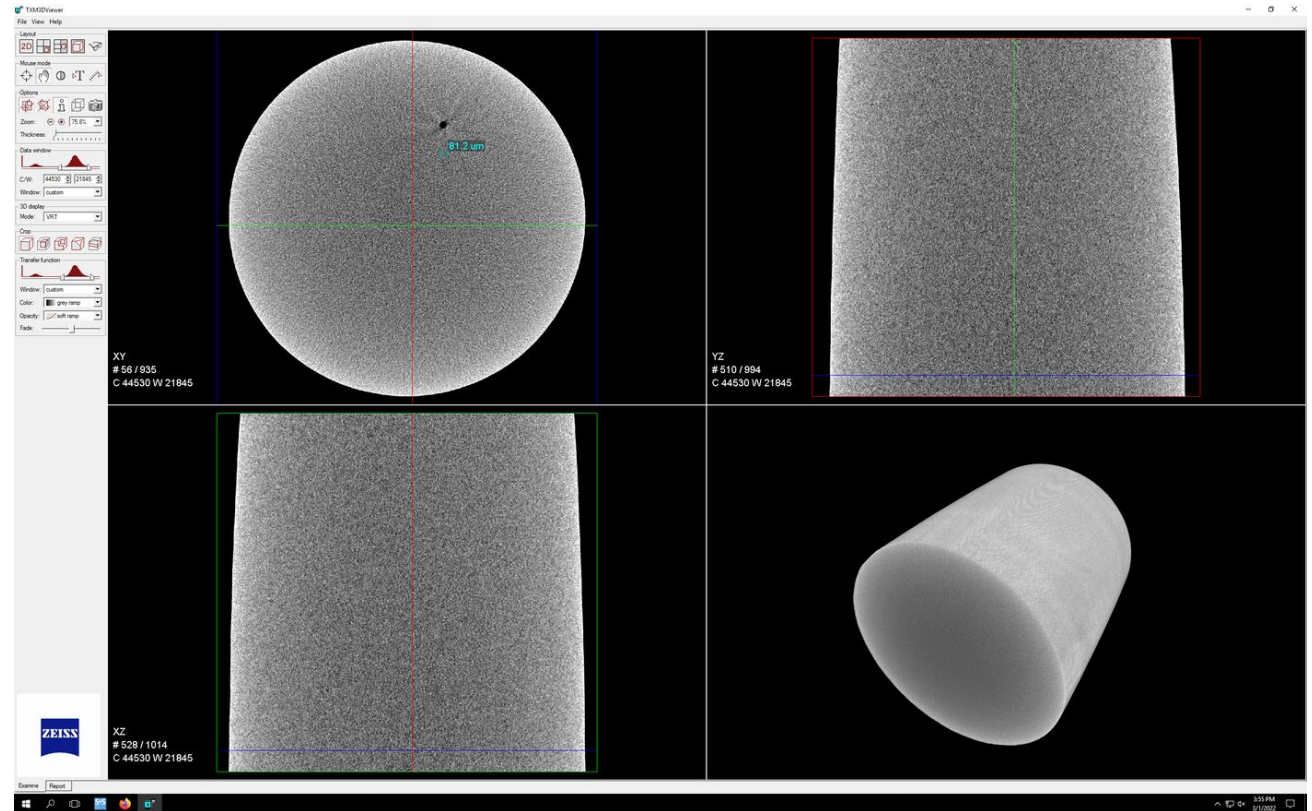 TXM3DViewer
File View Help
Layout
2D
Mouse mode
T
Options
Zoom: 75.8%
Thickness:
Data window
C/W: 44530 21845
Window: custom
3D display
Mode: VRT
Crop
Transfer function
Window: custom
Color: grey ramp
Opacity: soft ramp
Fade:
81.2 um
XY
# 56 / 935
C 44530 W 21845
YZ
# 510 / 994
C 44530 W 21845
XZ
# 528 / 1014
C 44530 W 21845
ZEISS
Examine Report
3:55 PM
3/1/2022